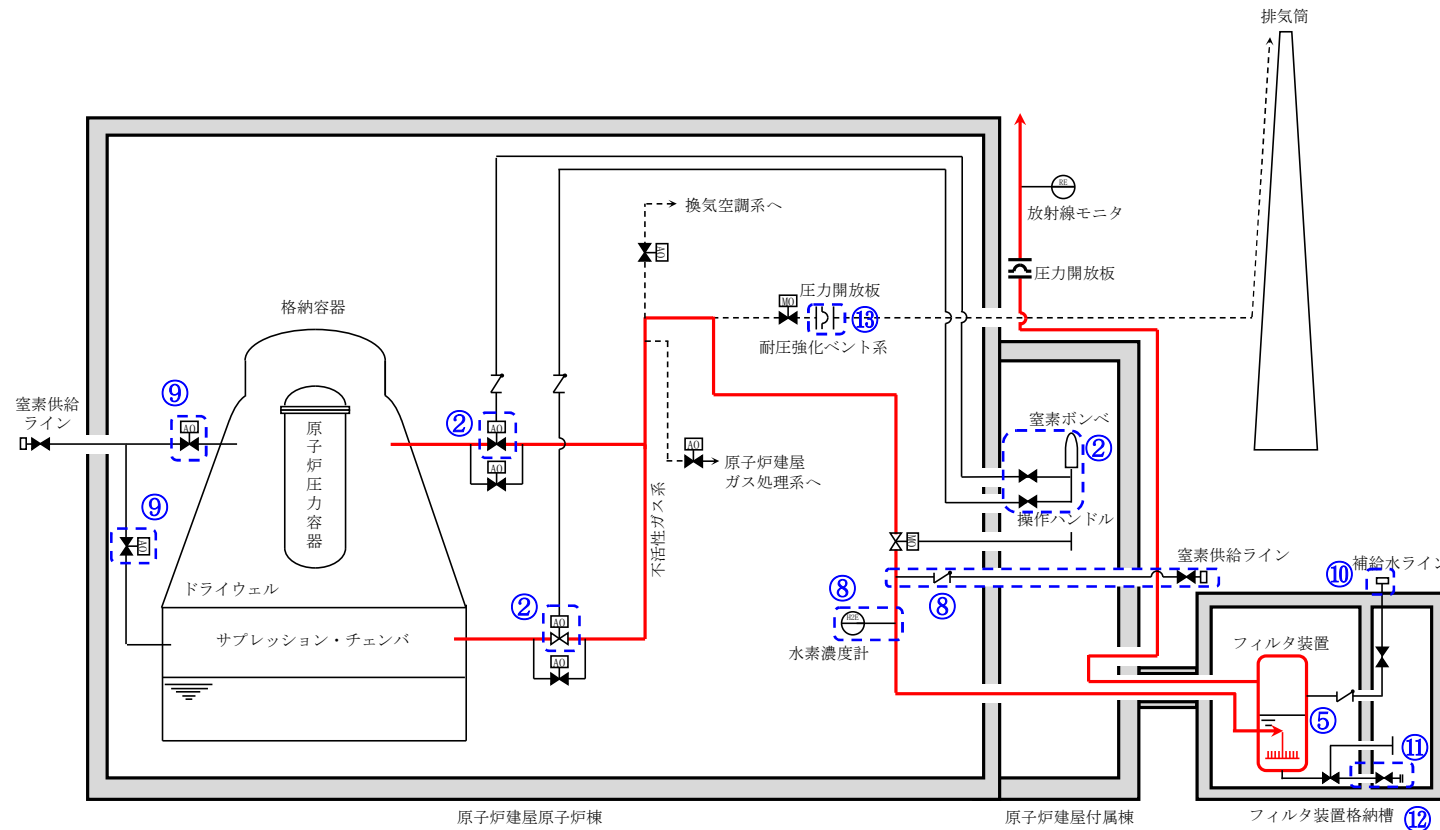 排気筒
換気空調系へ
AO
RE
放射線モニタ
圧力開放板
圧力開放板
MO
⑬
耐圧強化ベント系
格納容器
窒素供給
ライン
⑨
AO
原子炉圧力容器
②
AO
AO
AO
原子炉建屋
ガス処理系へ
不活性ガス系
窒素ボンベ
②
操作ハンドル
⑨
AO
MO
窒素供給ライン
⑧
⑧
H2E
水素濃度計
⑩
補給水ライン
ドライウェル
サプレッション・チェンバ
②
AO
AO
フィルタ装置
⑤
⑪
フィルタ装置格納槽
⑫
原子炉建屋原子炉棟
原子炉建屋付属棟